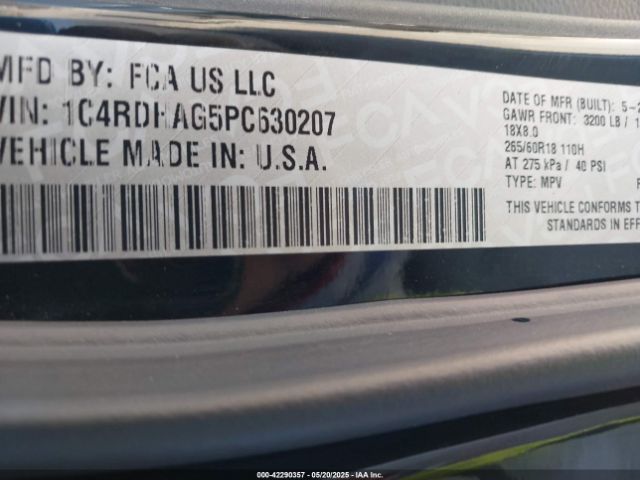 MFD BY: FCA US LLC
VIN: 1C4RDHAG5PC630207
VEHICLE MADE IN: U.S.A.
DATE OF MFR (BUILT): 5-2
GAWR FRONT: 3200 LB / 1
18X8.0
265/60R18 110H
AT 275 kPa / 40 PSI
TYPE: MPV
THIS VEHICLE CONFORMS T
STANDARDS IN EFF
000-42290357 - 05/20/2025 - IAAI.COM